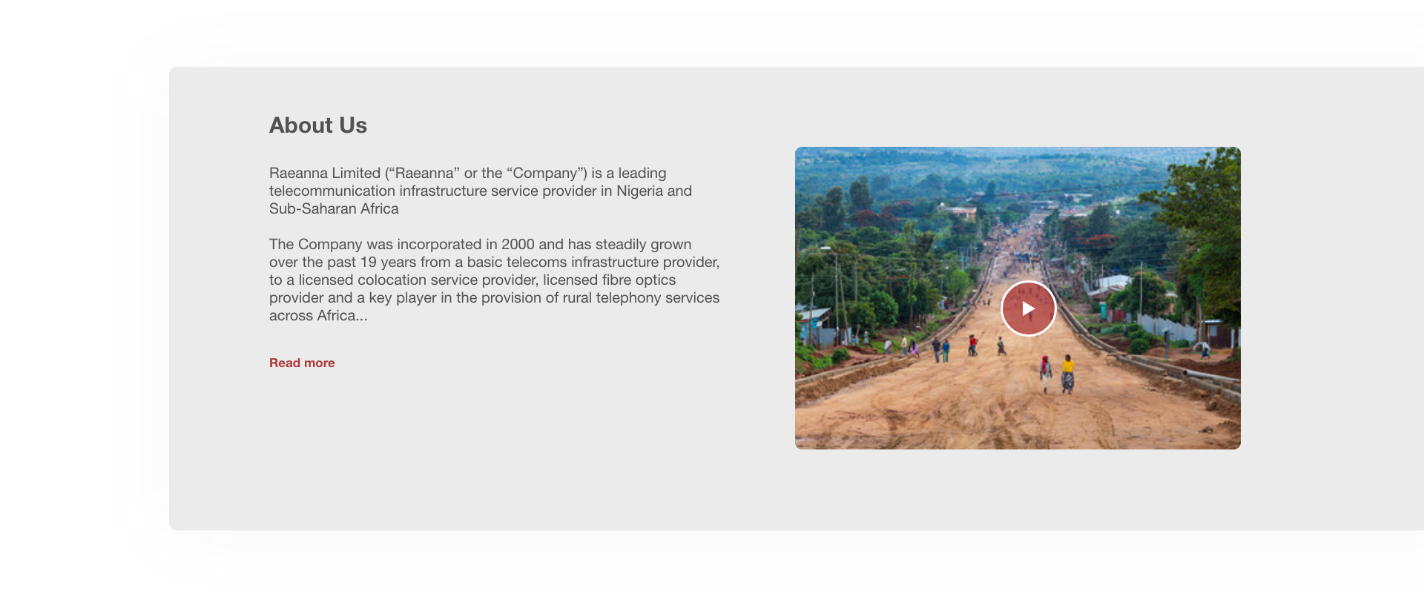 About Us
Raeanna Limited (“Raeanna” or the “Company”) is a leading
telecommunication infrastructure service provider in Nigeria and
Sub-Saharan Africa
The Company was incorporated in 2000 and has steadily grown
over the past 19 years from a basic telecoms infrastructure provider,
to a licensed colocation service provider, licensed fibre optics
provider and a key player in the provision of rural telephony services
across Africa...
Read more